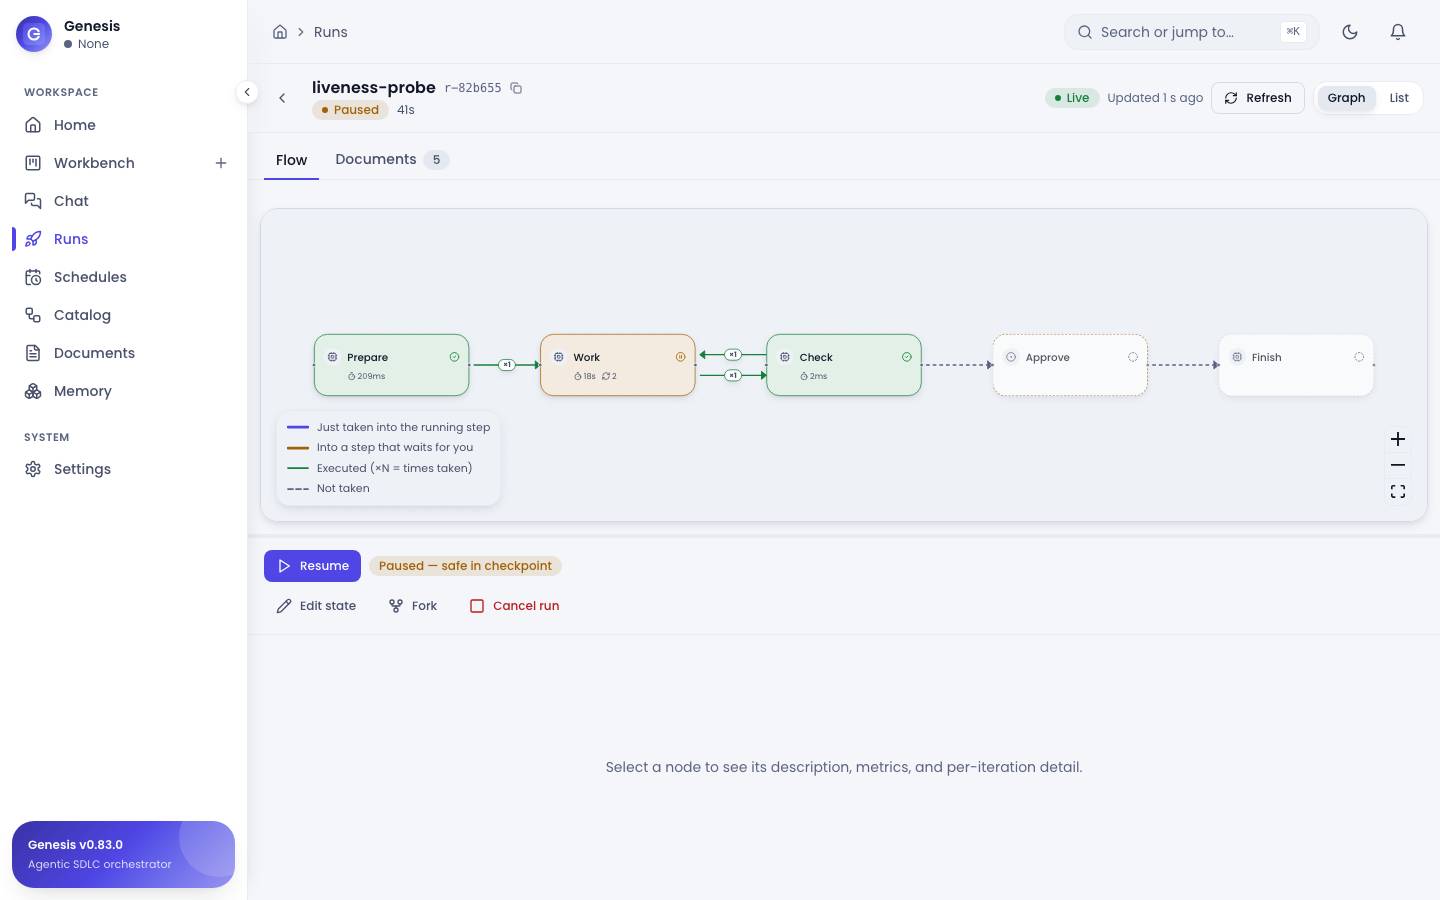 Genesis
None
WORKSPACE
Home
Workbench
Chat
Runs
Schedules
Catalog
Documents
Memory
SYSTEM
Settings
Genesis v0.83.0
Agentic SDLC orchestrator
Runs
Search or jump to…
⌘K
liveness-probe r-82b655
Paused 41s
Live Updated 1 s ago Refresh Graph List
Flow Documents 5
Prepare
209ms
×1
Work
18s 2
×1
×1
Check
2ms
Approve
Finish
Just taken into the running step
Into a step that waits for you
Executed (×N = times taken)
Not taken
Resume Paused — safe in checkpoint
Edit state Fork Cancel run
Select a node to see its description, metrics, and per-iteration detail.